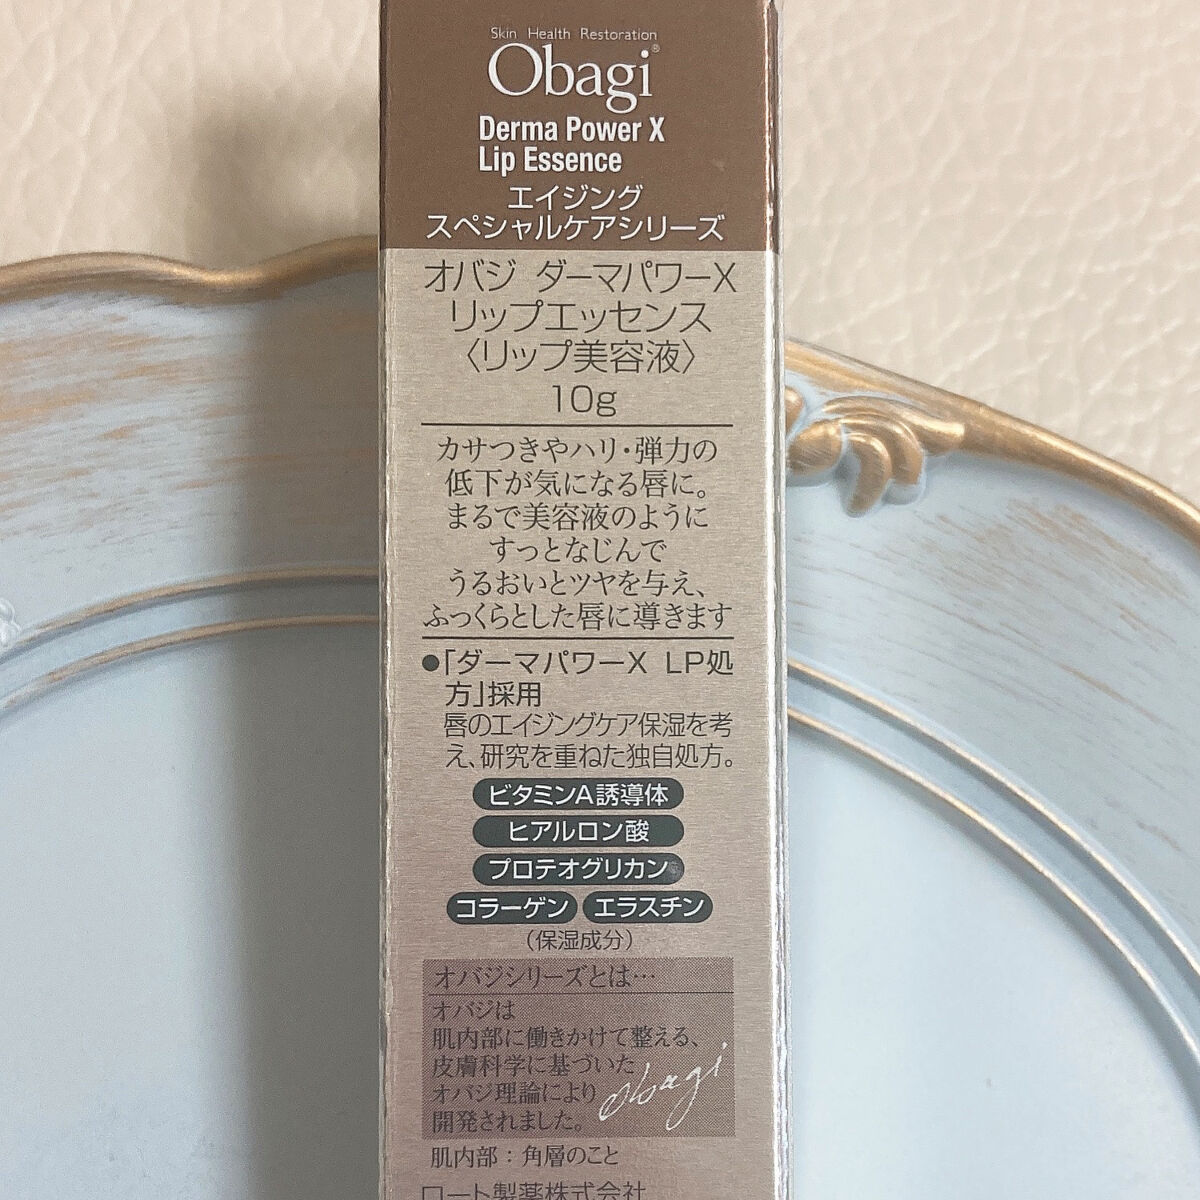 Skin Health Restoration
Obagi®
Derma Power X
Lip Essence
エイジング
スペシャルケアシリーズ
オバジ ダーマパワーX
リップエッセンス
〈リップ美容液〉
10g
カサつきやハリ・弾力の
低下が気になる唇に。
まるで美容液のように
すっとなじんで
うるおいとツヤを与え、
ふっくらとした唇に導きます
●「ダーマパワーX LP処
方」採用
唇のエイジングケア保湿を考
え、研究を重ねた独自処方。
ビタミンA誘導体
ヒアルロン酸
プロテオグリカン
コラーゲン エラスチン
(保湿成分)
オバジシリーズとは…
オバジは
肌内部に働きかけて整える、
皮膚科学に基づいた
オバジ理論により
開発されました。
Obagi
肌内部：角層のこと
ロート製薬株式会社